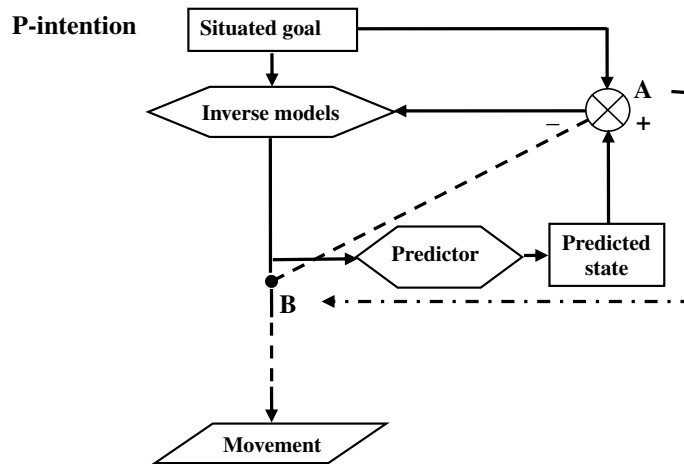 P-intention
Situated goal
A
Inverse models
–
+
Predictor
Predicted
state
B
Movement